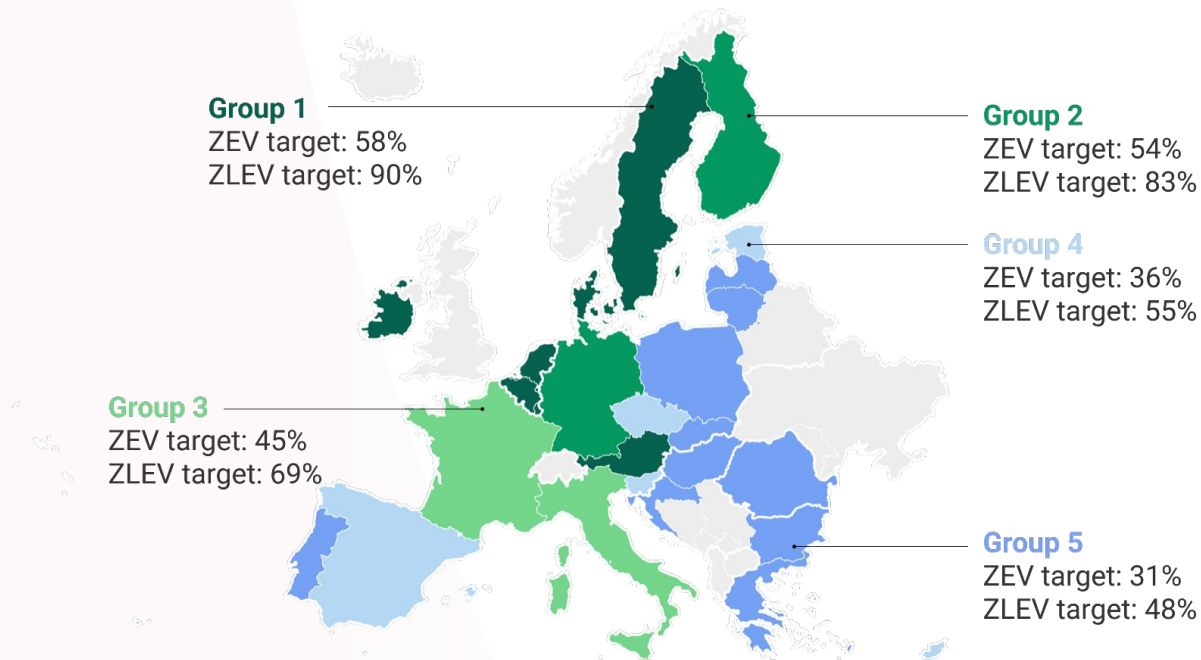 Group 1
ZEV target: 58%
ZLEV target: 90%
Group 2
ZEV target: 54%
ZLEV target: 83%
Group 4
ZEV target: 36%
ZLEV target: 55%
Group 3
ZEV target: 45%
ZLEV target: 69%
Group 5
ZEV target: 31%
ZLEV target: 48%